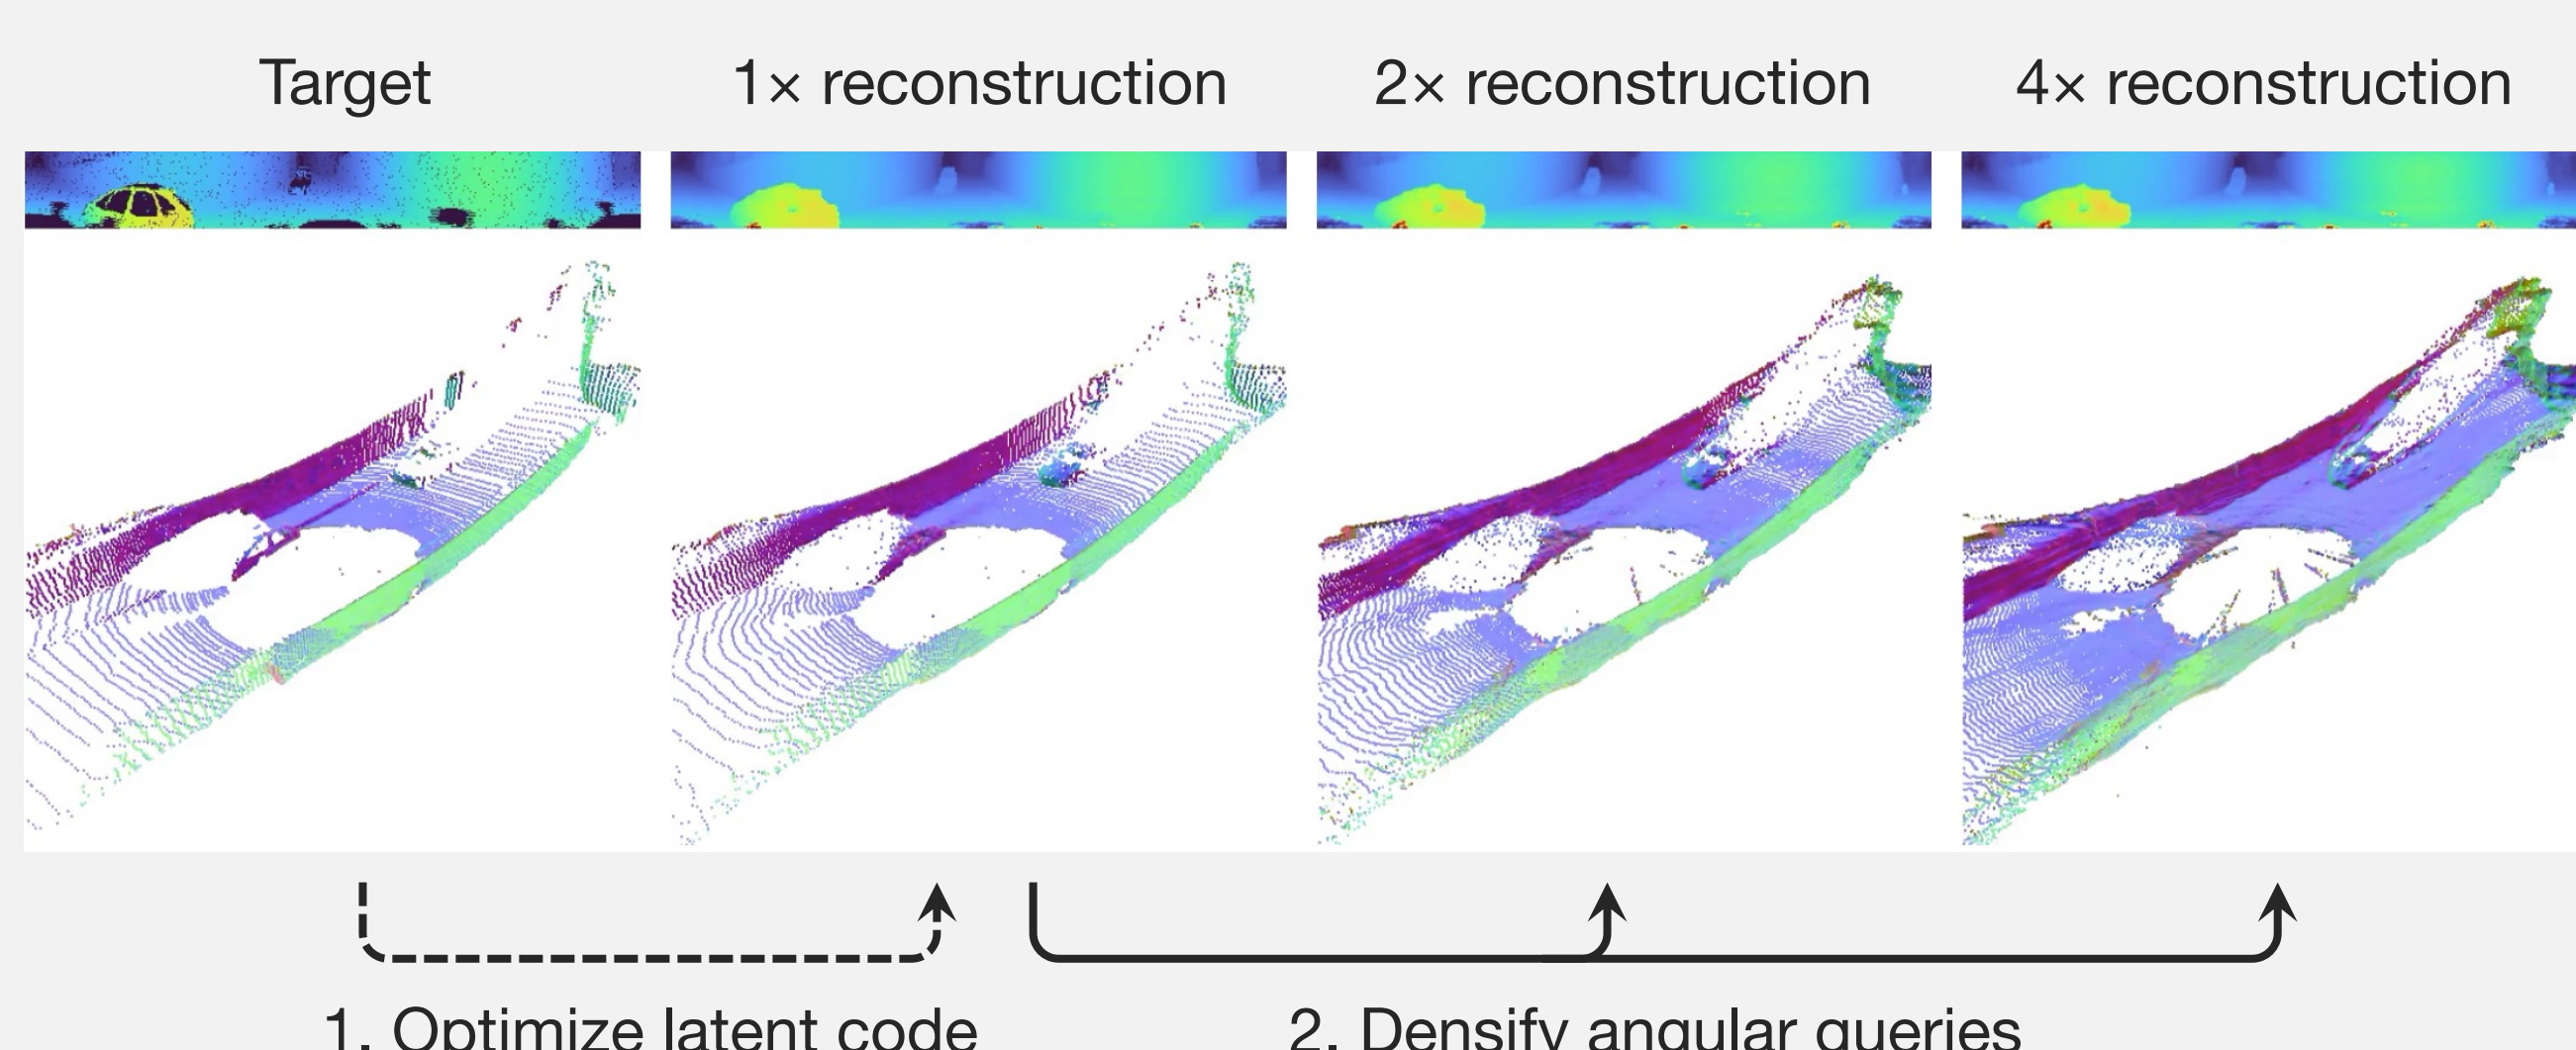 Target
1× reconstruction
2× reconstruction
4× reconstruction
1. Optimize latent code
2. Densify angular queries